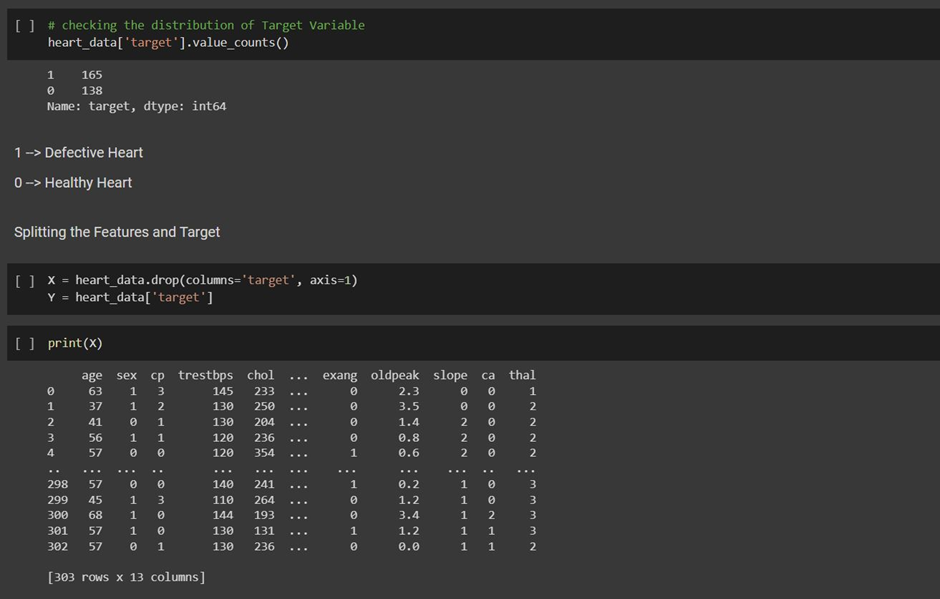 [ ] # checking the distribution of Target Variable
heart_data['target'].value_counts()
1    165
0    138
Name: target, dtype: int64
1 --> Defective Heart
0 --> Healthy Heart
Splitting the Features and Target
[ ] X = heart_data.drop(columns='target', axis=1)
Y = heart_data['target']
[ ] print(X)
     age  sex  cp  trestbps  chol  ...  exang  oldpeak  slope  ca  thal
0     63    1   3       145   233  ...      0      2.3      0   0     1
1     37    1   2       130   250  ...      0      3.5      0   0     2
2     41    0   1       130   204  ...      0      1.4      2   0     2
3     56    1   1       120   236  ...      0      0.8      2   0     2
4     57    0   0       120   354  ...      1      0.6      2   0     2
..   ...  ...  ..       ...   ...  ...    ...      ...    ...  ..   ...
298   57    0   0       140   241  ...      1      0.2      1   0     3
299   45    1   3       110   264  ...      0      1.2      1   0     3
300   68    1   0       144   193  ...      0      3.4      1   2     3
301   57    1   0       130   131  ...      1      1.2      1   1     3
302   57    0   1       130   236  ...      0      0.0      1   1     2
[303 rows x 13 columns]